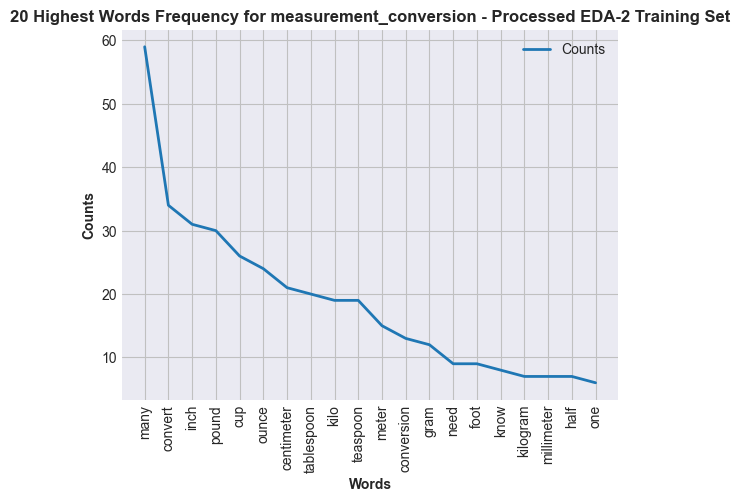 20 Highest Words Frequency for measurement_conversion - Processed EDA-2 Training Set
Counts
60
50
40
30
20
10
Counts
many
convert
inch
pound
cup
ounce
centimeter
tablespoon
kilo
teaspoon
meter
conversion
gram
need
foot
know
kilogram
millimeter
half
one
Words